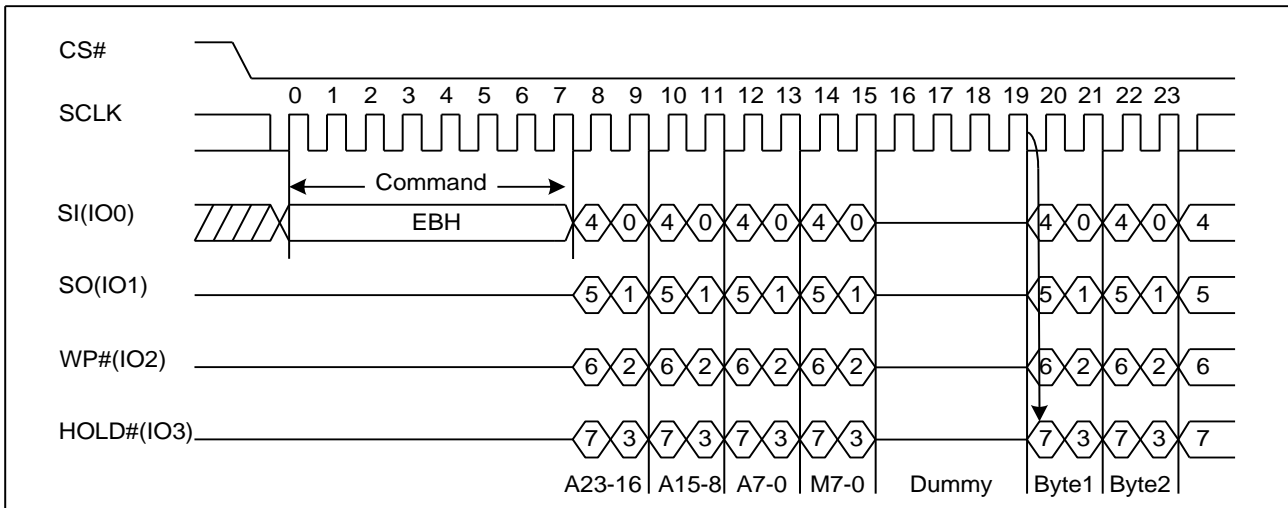 CS#
SCLK
0 1 2 3 4 5 6 7 8 9 10 11 12 13 14 15 16 17 18 19 20 21 22 23
Command
SI(IO0)
EBH
4 0 4 0 4 0 4 0 4 0 4 0 4
SO(IO1)
5 1 5 1 5 1 5 1 5 1 5 1 5
WP#(IO2)
6 2 6 2 6 2 6 2 6 2 6 2 6
HOLD#(IO3)
7 3 7 3 7 3 7 3 7 3 7 3 7
A23-16 A15-8 A7-0 M7-0 Dummy Byte1 Byte2